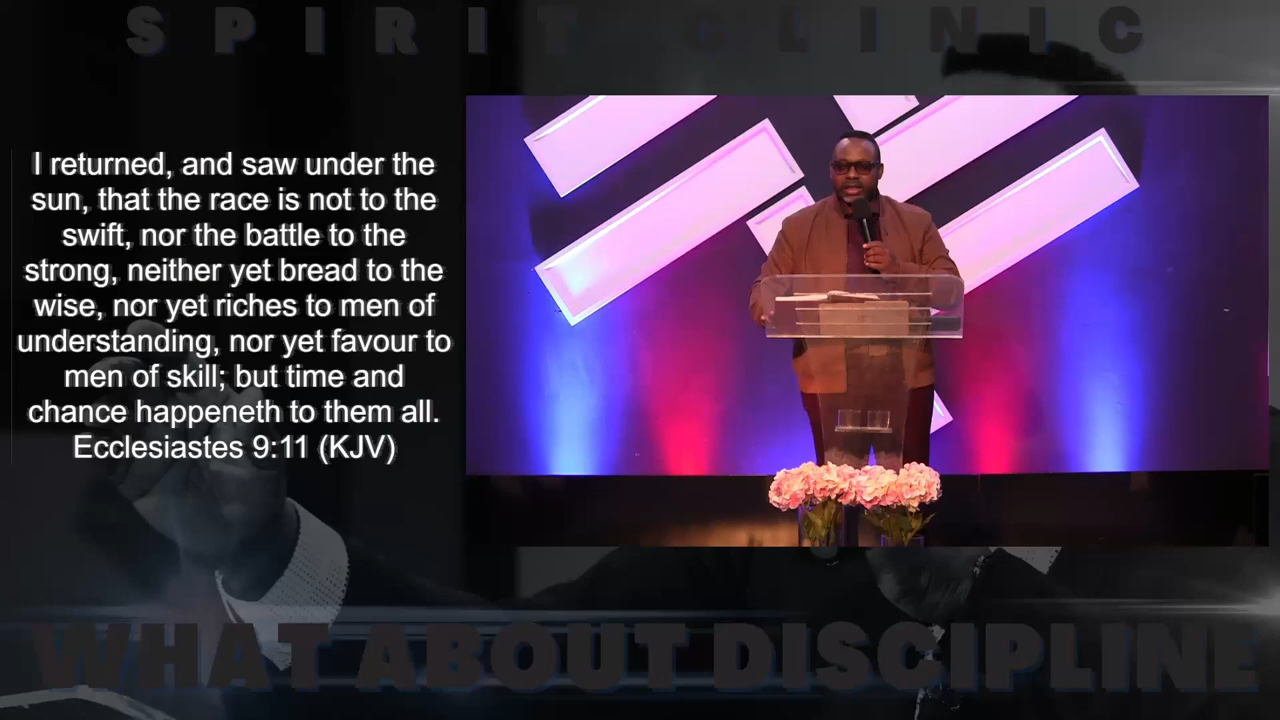 SPIRIT CLINIC
I returned, and saw under the
sun, that the race is not to the
swift, nor the battle to the
strong, neither yet bread to the
wise, nor yet riches to men of
understanding, nor yet favour to
men of skill; but time and
chance happeneth to them all.
Ecclesiastes 9:11 (KJV)
WHAT ABOUT DISCIPLINE